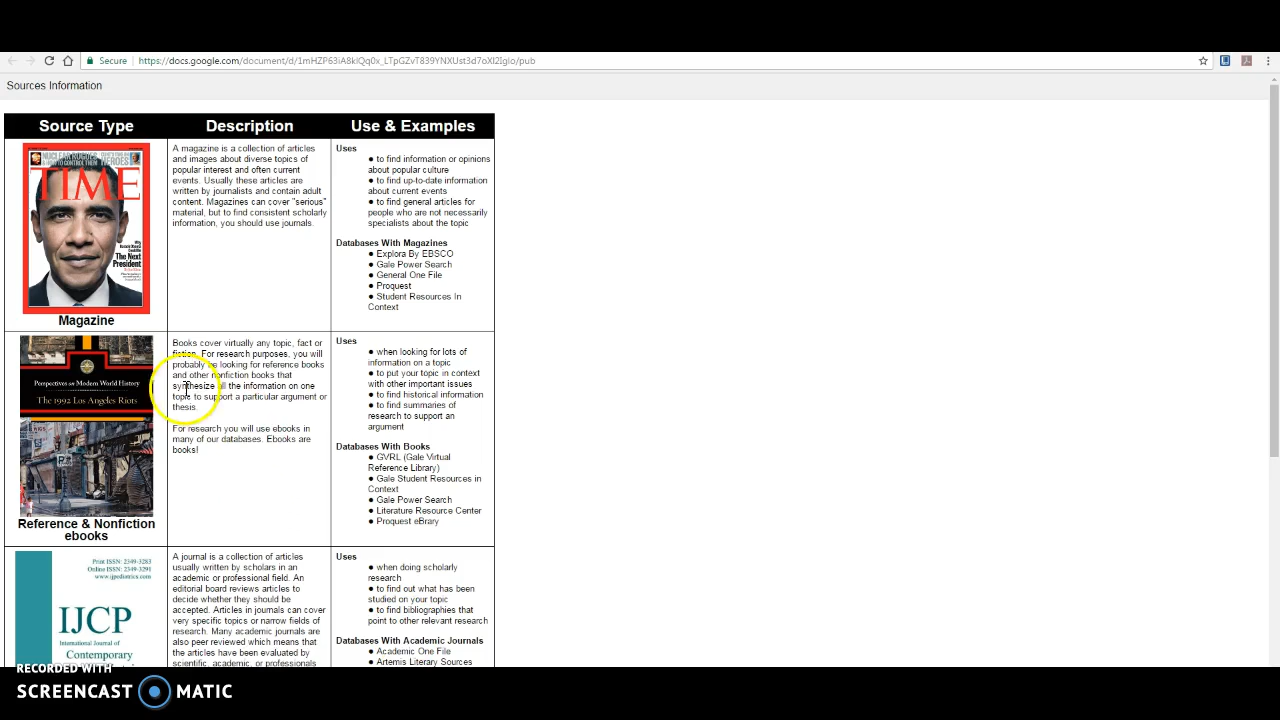 Secure https://docs.google.com/document/d/1mHZP63iA8klQq0x_LTpGZvT839YNXUst3d7oXl2Igio/pub
Sources Information
Source Type
Description
Use & Examples
TIME
The Next
President
Magazine
A magazine is a collection of articles
and images about diverse topics of
popular interest and often current
events. Usually these articles are
written by journalists and contain adult
content. Magazines can cover "serious"
material, but to find consistent scholarly
information, you should use journals.
Uses
● to find information or opinions
about popular culture
● to find up-to-date information
about current events
● to find general articles for
people who are not necessarily
specialists about the topic
Databases With Magazines
● Explora By EBSCO
● Gale Power Search
● General One File
● Proquest
● Student Resources In
Context
Perspectives on Modern World History
The 1992 Los Angeles Riots
Reference & Nonfiction
ebooks
Books cover virtually any topic, fact or
fiction. For research purposes, you will
probably be looking for reference books
and other nonfiction books that
synthesize all the information on one
topic to support a particular argument or
thesis.
For research you will use ebooks in
many of our databases. Ebooks are
books!
Uses
● when looking for lots of
information on a topic
● to put your topic in context
with other important issues
● to find historical information
● to find summaries of
research to support an
argument
Databases With Books
● GVRL (Gale Virtual
Reference Library)
● Gale Student Resources in
Context
● Gale Power Search
● Literature Resource Center
● Proquest eBrary
Print ISSN: 2349-3283
Online ISSN: 2349-3291
www.ijpediatrics.com
IJCP
International Journal of
Contemporary
A journal is a collection of articles
usually written by scholars in an
academic or professional field. An
editorial board reviews articles to
decide whether they should be
accepted. Articles in journals can cover
very specific topics or narrow fields of
research. Many academic journals are
also peer reviewed which means that
the articles have been evaluated by
scientific, academic, or professionals
Uses
● when doing scholarly
research
● to find out what has been
studied on your topic
● to find bibliographies that
point to other relevant research
Databases With Academic Journals
● Academic One File
● Artemis Literary Sources
RECORDED WITH
SCREENCAST MATIC